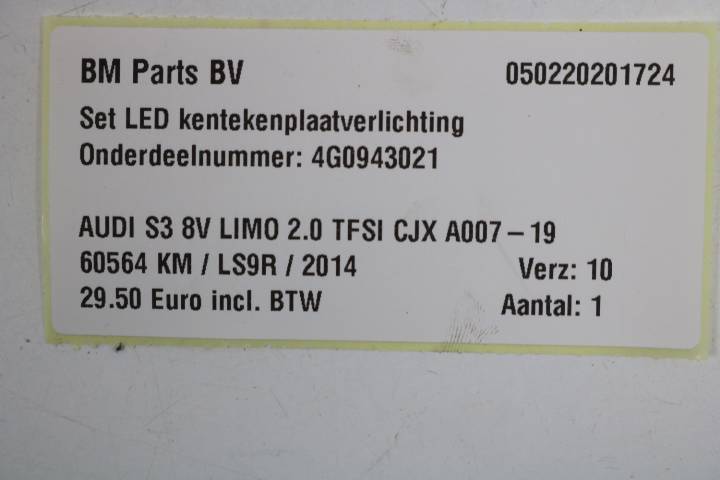 BM Parts BV 050220201724
Set LED kentekenplaatverlichting
Onderdeelnummer: 4G0943021
AUDI S3 8V LIMO 2.0 TFSI CJX A007-19
60564 KM / LS9R / 2014 Verz: 10
29.50 Euro incl. BTW Aantal: 1